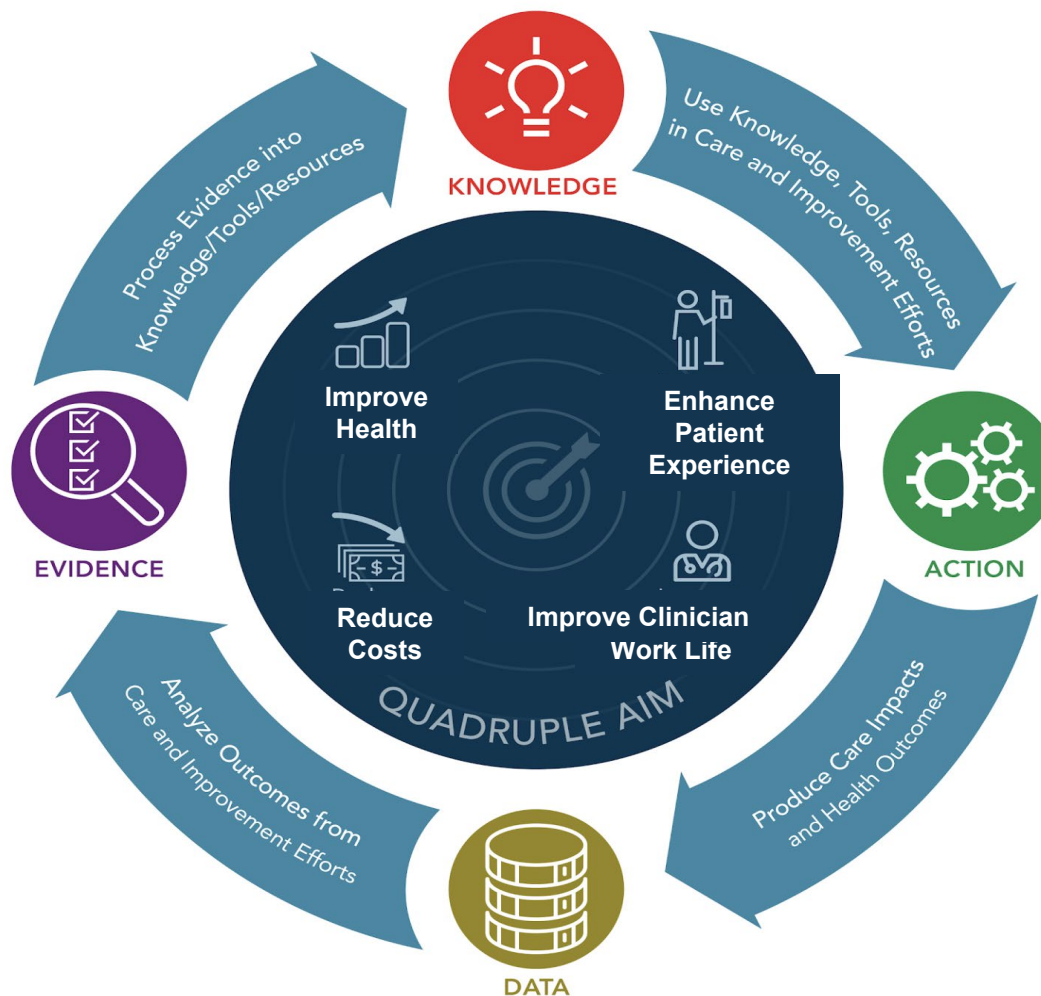 KNOWLEDGE
Process Evidence into
Knowledge/Tools/Resources
Use Knowledge, Tools, Resources
in Care and Improvement Efforts
Improve
Health
Enhance
Patient
Experience
EVIDENCE
ACTION
- $ -
Reduce
Costs
Improve Clinician
Work Life
QUADRUPLE AIM
Analyze Outcomes from
Care and Improvement Efforts
Produce Care Impacts
and Health Outcomes
DATA